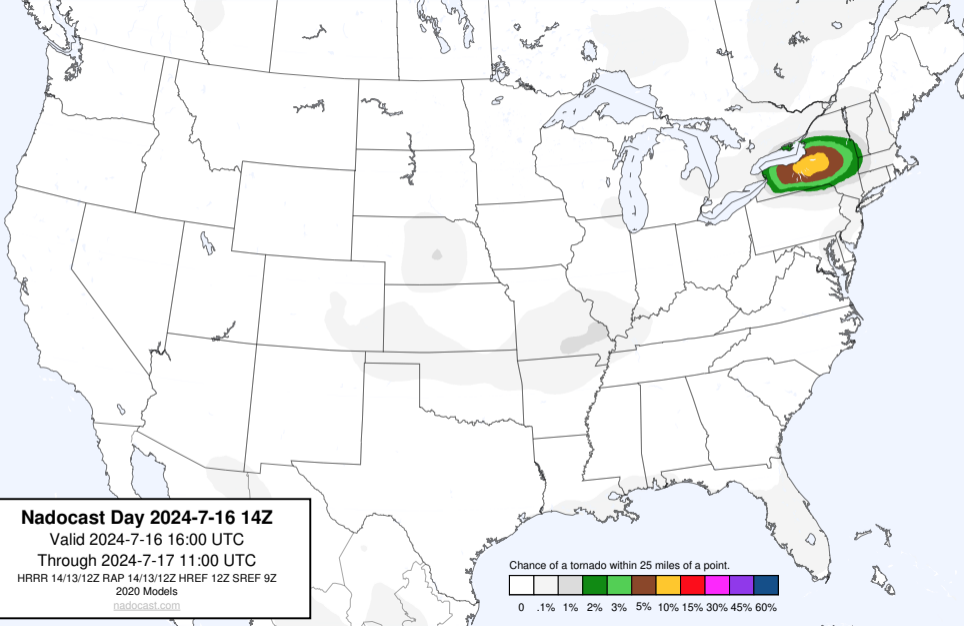 Nadocast Day 2024-7-16 14Z
Valid 2024-7-16 16:00 UTC
Through 2024-7-17 11:00 UTC
HRRR 14/13/12Z RAP 14/13/12Z HREF 12Z SREF 9Z
2020 Models
nadocast.com
Chance of a tornado within 25 miles of a point.
0 .1% 1% 2% 3% 5% 10% 15% 30% 45% 60%